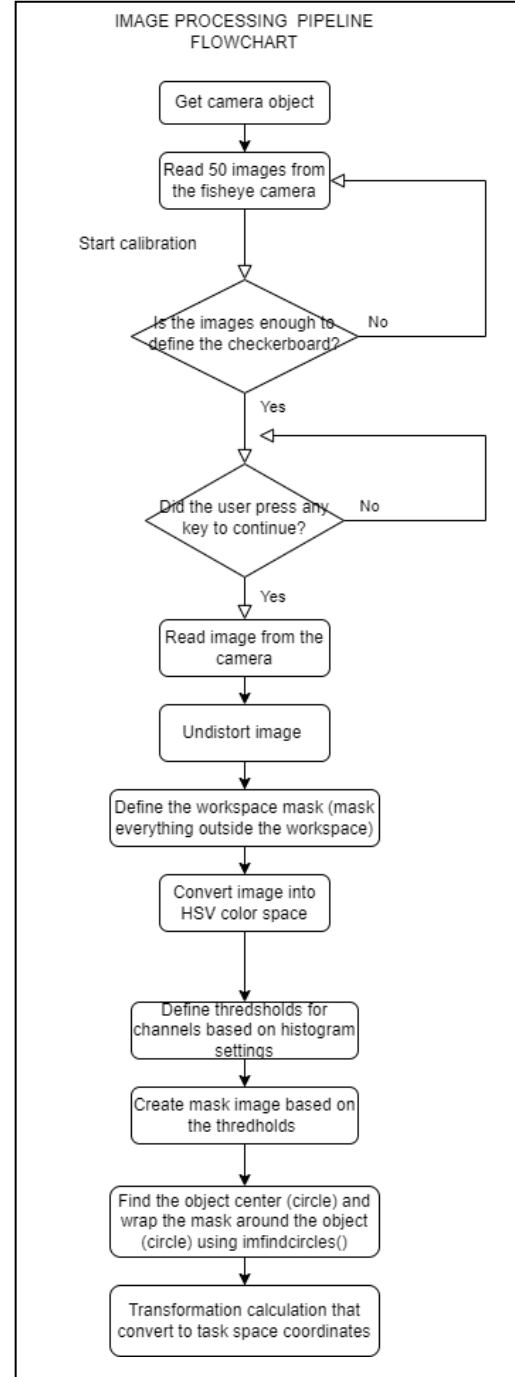 IMAGE PROCESSING PIPELINE
FLOWCHART
Get camera object
Read 50 images from
the fisheye camera
Start calibration
Is the images enough to
define the checkerboard?
No
Yes
Did the user press any
key to continue?
No
Yes
Read image from the
camera
Undistort image
Define the workspace mask (mask
everything outside the workspace)
Convert image into
HSV color space
Define thredsholds for
channels based on histogram
settings
Create mask image based on
the thredholds
Find the object center (circle) and
wrap the mask around the object
(circle) using imfindcircles()
Transformation calculation that
convert to task space coordinates